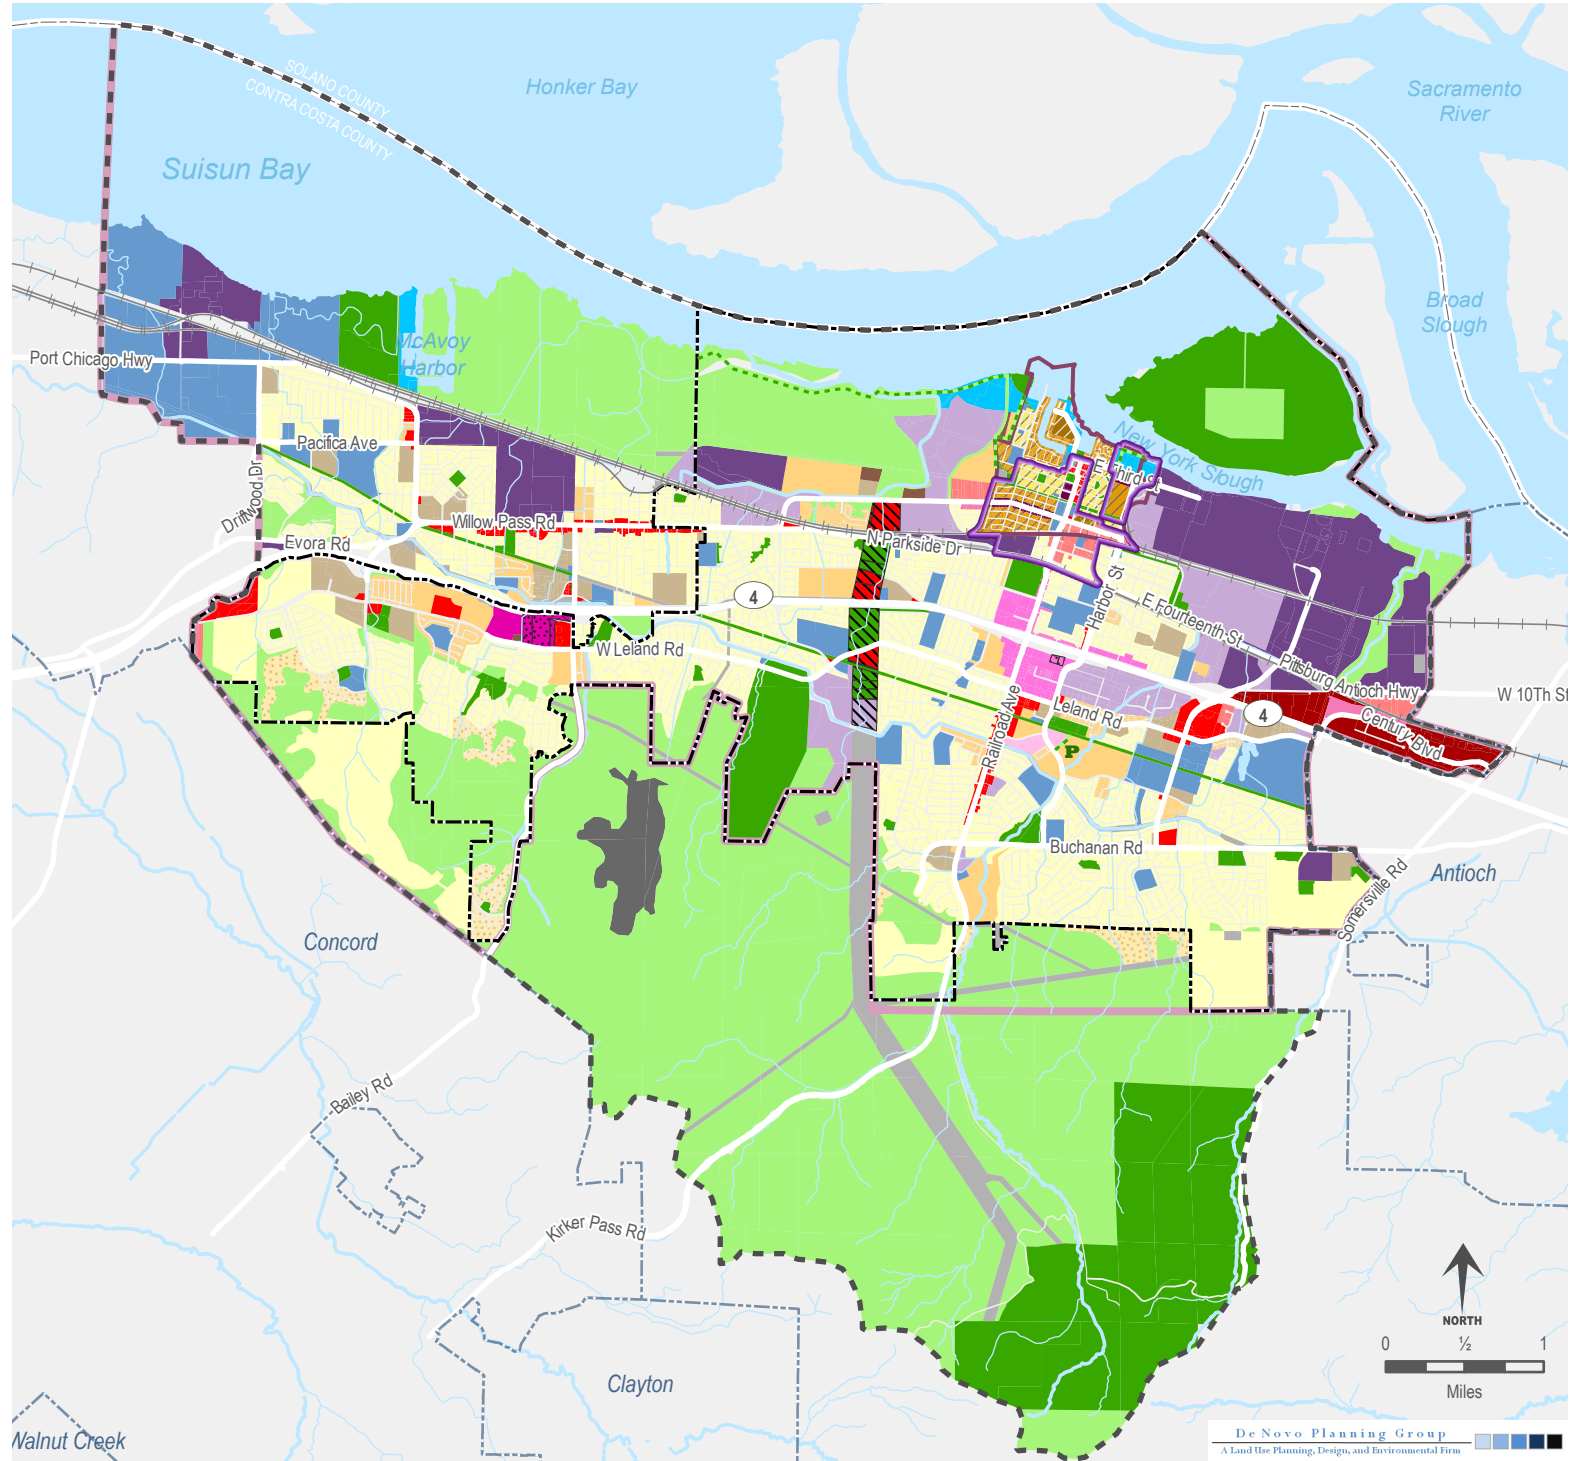 Honker Bay
Sacramento
River
SOLANO COUNTY
CONTRA COSTA COUNTY
Suisun Bay
Broad
Slough
McAvoy
Harbor
Port Chicago Hwy
Pacifica Ave
New York Slough
E Third St
Driftwood Dr
Willow Pass Rd
Evora Rd
N Parkside Dr
Harbor St
4
E Fourteenth St
W Leland Rd
Pittsburg Antioch Hwy
W 10Th St
Railroad Ave
Leland Rd
4
Century Blvd
P
Buchanan Rd
Antioch
Somersville Rd
Concord
Bailey Rd
Kirker Pass Rd
NORTH
0 ½ 1
Miles
Clayton
Walnut Creek
De Novo Planning Group
A Land Use Planning, Design, and Environmental Firm